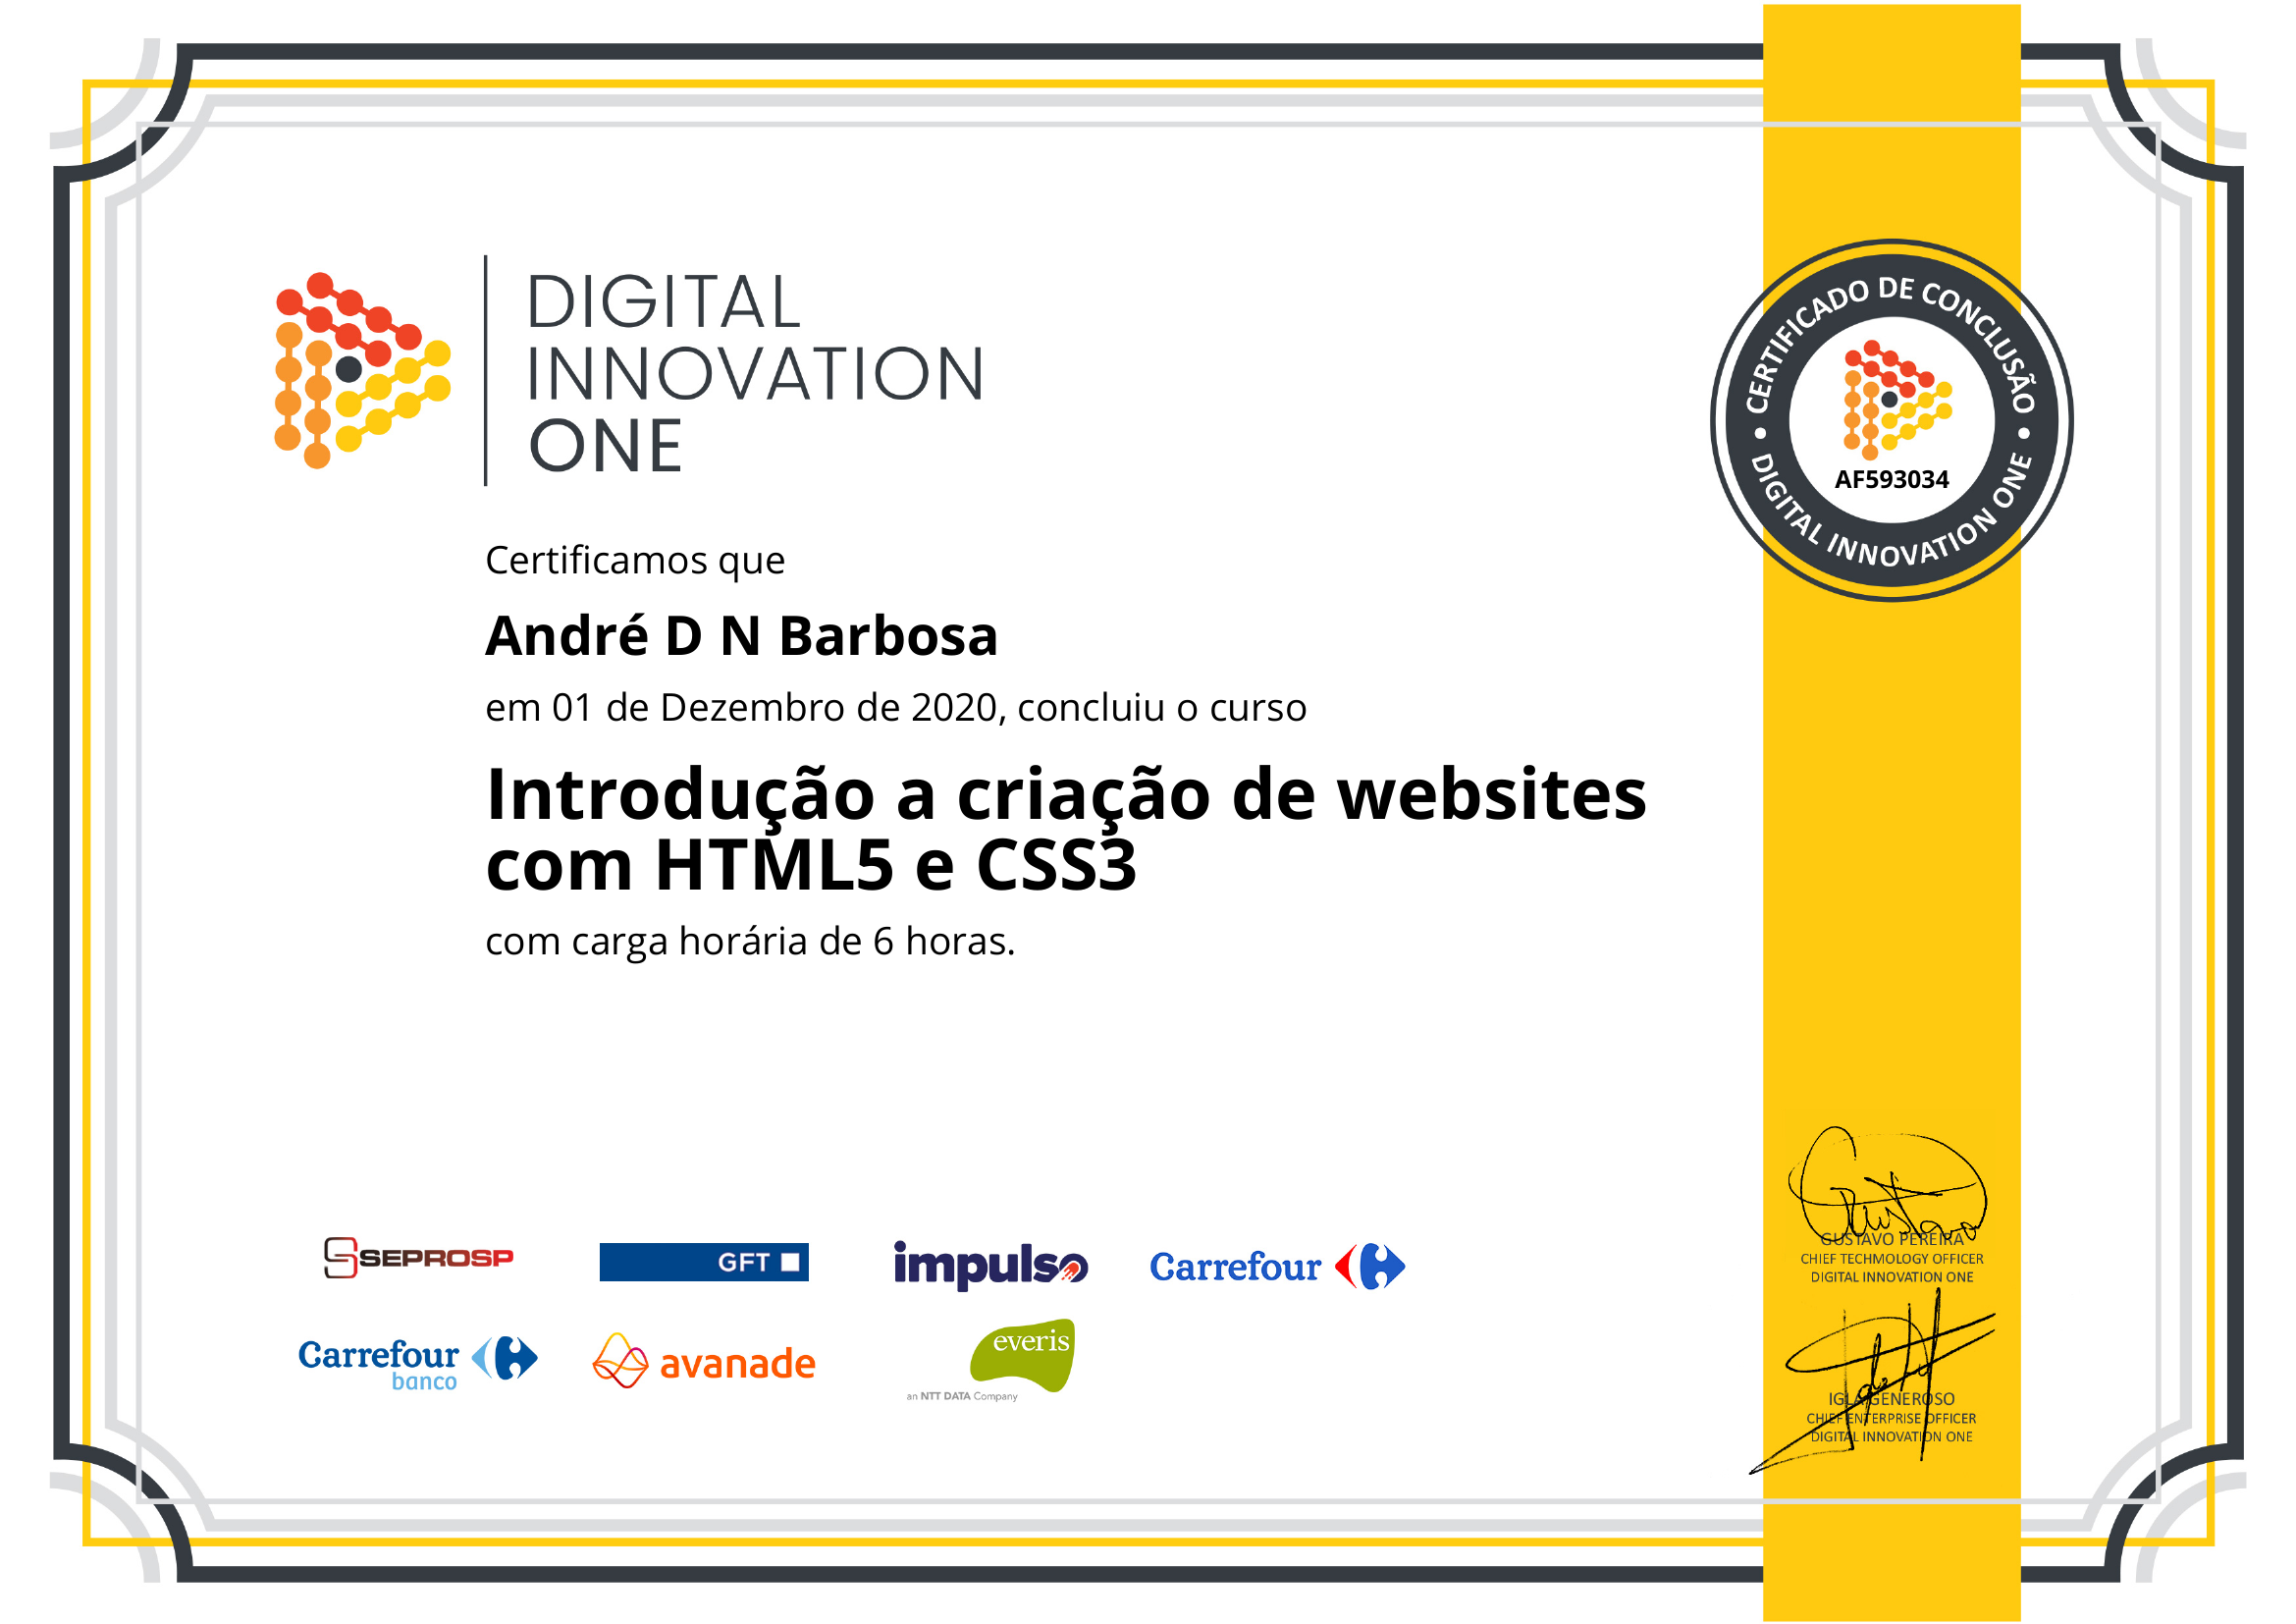 DIGITAL
INNOVATION
ONE
CERTIFICADO DE CONCLUSÃO
AF593034
DIGITAL INNOVATION ONE
Certificamos que
André D N Barbosa
em 01 de Dezembro de 2020, concluiu o curso
Introdução a criação de websites
com HTML5 e CSS3
com carga horária de 6 horas.
SEPROSP
GFT
impulso
Carrefour
Carrefour
banco
avanade
everis
an NTT DATA Company
Gustavo
GUSTAVO PEREIRA
CHIEF TECHMOLOGY OFFICER
DIGITAL INNOVATION ONE
IGLA GENEROSO
CHIEF ENTERPRISE OFFICER
DIGITAL INNOVATION ONE